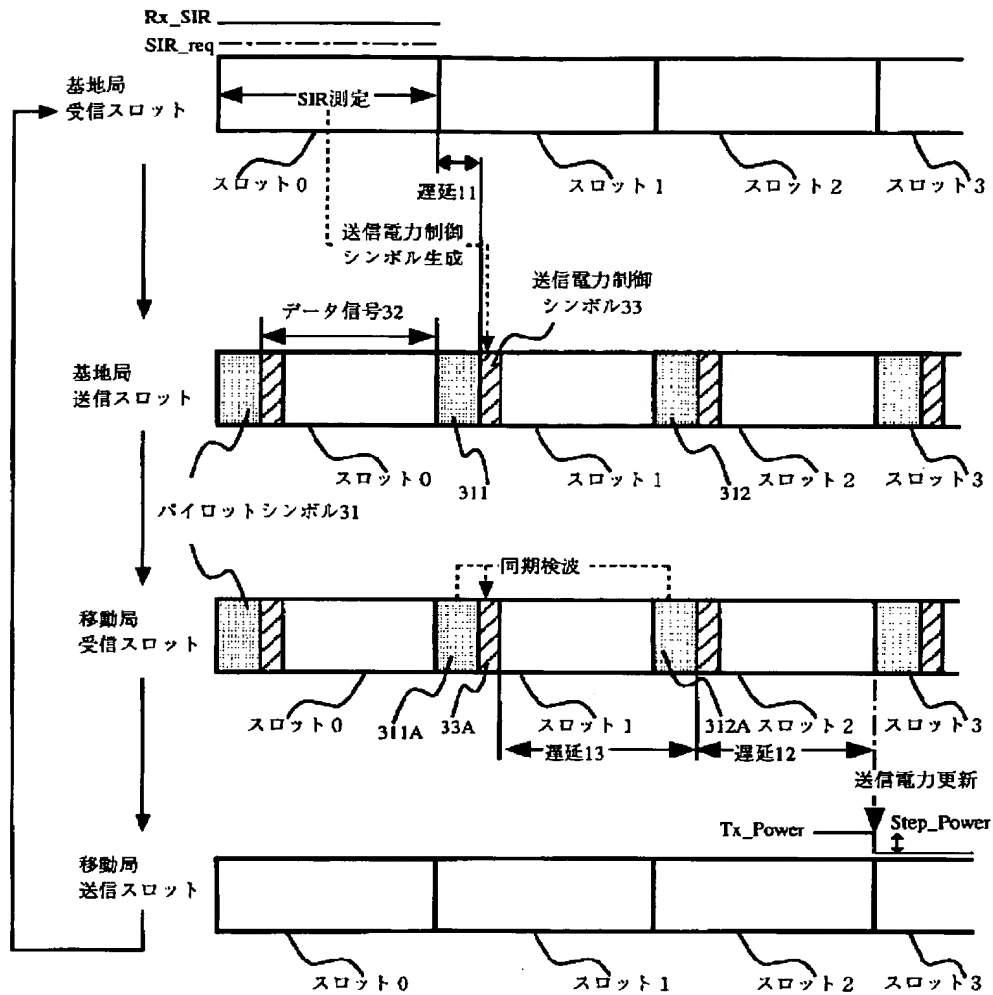 Rx_SIR
SIR_req
基地局
受信スロット
SIR測定
スロット0
遅延11
スロット1
スロット2
スロット3
送信電力制御
シンボル生成
送信電力制御
シンボル33
データ信号32
基地局
送信スロット
スロット0
311
スロット1
312
スロット2
スロット3
パイロットシンボル31
同期検波
移動局
受信スロット
スロット0
311A
33A
スロット1
312A
スロット2
スロット3
遅延13
遅延12
送信電力更新
Tx_Power
Step_Power
移動局
送信スロット
スロット0
スロット1
スロット2
スロット3